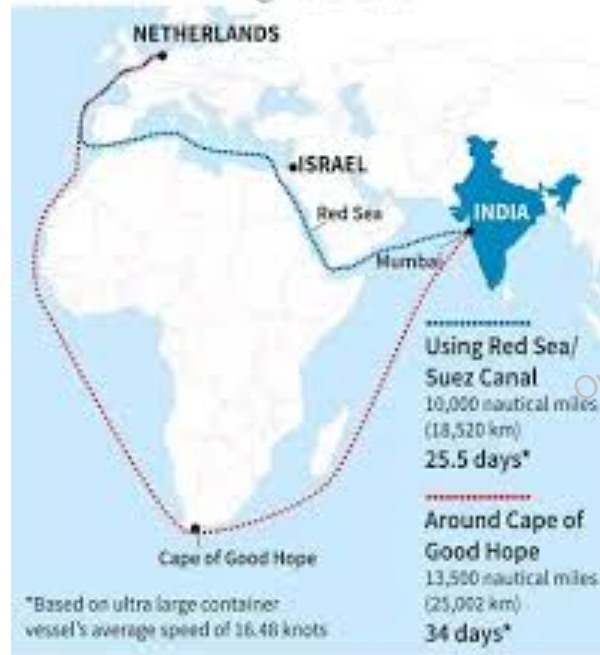 NETHERLANDS
ISRAEL
Red Sea
INDIA
Mumbai
Using Red Sea/
Suez Canal
10,000 nautical miles
(18,520 km)
25.5 days*
Around Cape of
Good Hope
13,500 nautical miles
(25,002 km)
34 days*
Cape of Good Hope
*Based on ultra large container
vessel's average speed of 16.48 knots